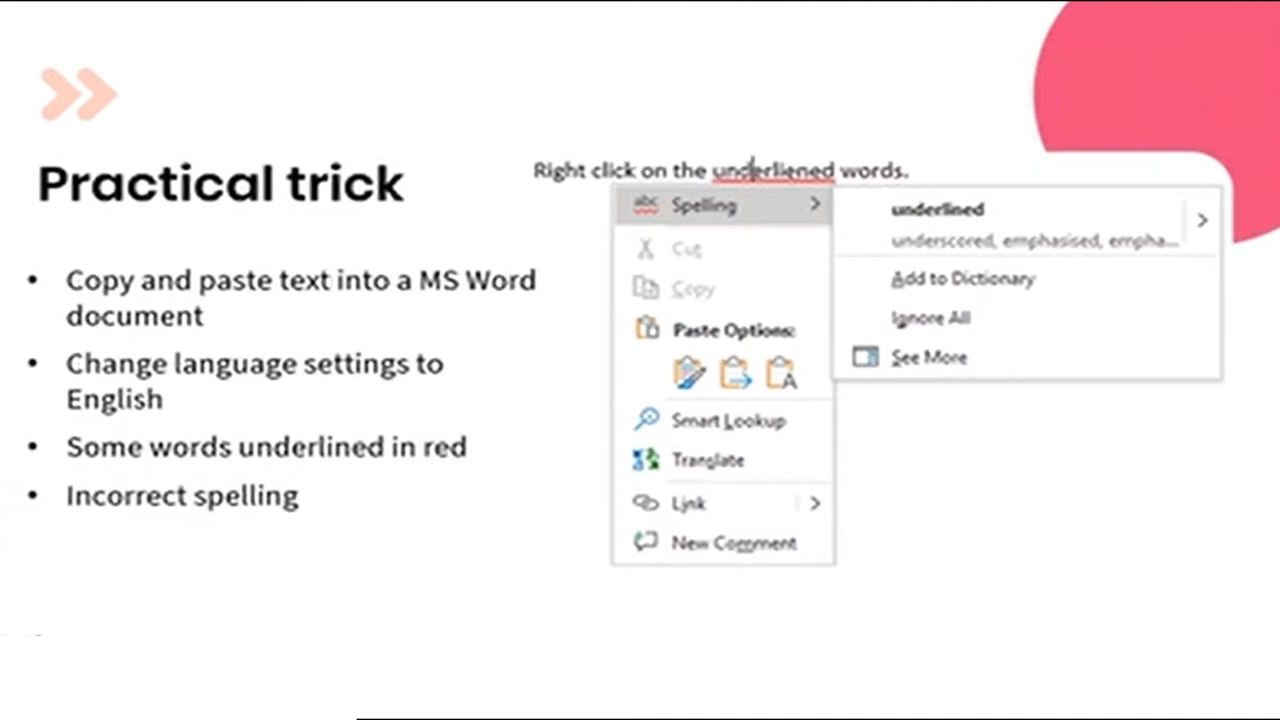 Practical trick
• Copy and paste text into a MS Word
document
• Change language settings to
English
• Some words underlined in red
• Incorrect spelling
Right click on the underliened words.
abc Spelling
Cut
Copy
Paste Options:
A
Smart Lookup
Translate
Link
New Comment
underlined
underscored, emphasised, empha...
Add to Dictionary
Ignore All
See More